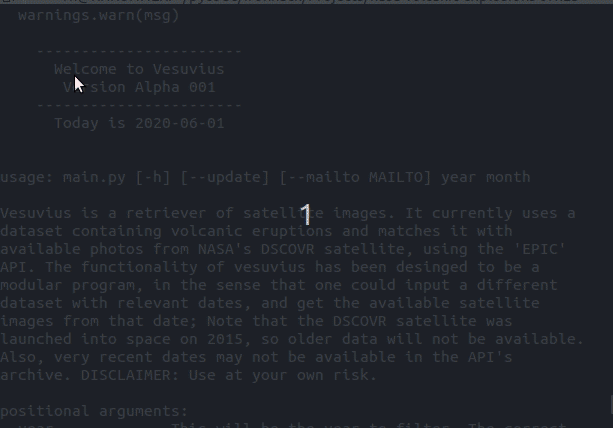 warnings.warn(msg)
-----------------------
Welcome to Vesuvius
Version Alpha 001
-----------------------
Today is 2020-06-01
usage: main.py [-h] [--update] [--mailto MAILTO] year month
1
Vesuvius is a retriever of satellite images. It currently uses a
dataset containing volcanic eruptions and matches it with
available photos from NASA's DSCOVR satellite, using the 'EPIC'
API. The functionality of vesuvius has been desinged to be a
modular program, in the sense that one could input a different
dataset with relevant dates, and get the available satellite
images from that date; Note that the DSCOVR satellite was
launched into space on 2015, so older data will not be available.
Also, very recent dates may not be available in the API's
archive. DISCLAIMER: Use at your own risk.
positional arguments:
year This will be the year to filter. The correct